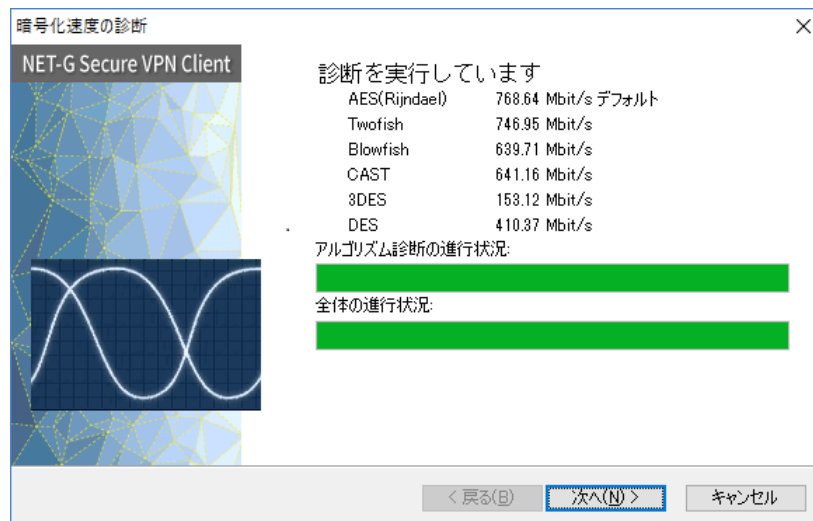 暗号化速度の診断
NET-G Secure VPN Client
診断を実行しています
AES(Rijndael) 768.64 Mbit/s デフォルト
Twofish 746.95 Mbit/s
Blowfish 639.71 Mbit/s
CAST 641.16 Mbit/s
3DES 153.12 Mbit/s
DES 410.37 Mbit/s
アルゴリズム診断の進行状況:
全体の進行状況:
< 戻る(B) 次へ(N) > キャンセル